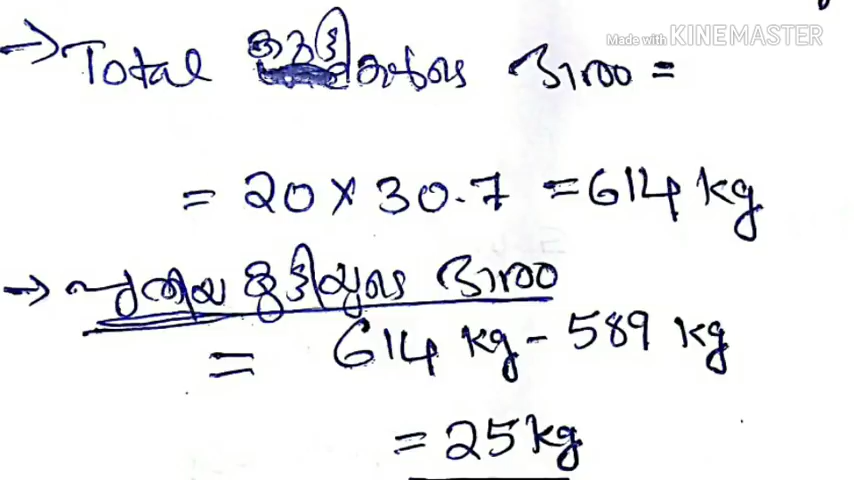 Made with KINEMASTER
→ Total കുട്ടികളുടെ ഭാരം =
= 20 × 30.7 = 614 kg
→ പുതിയ കുട്ടിയുടെ ഭാരം
= 614 kg - 589 kg
= 25 kg